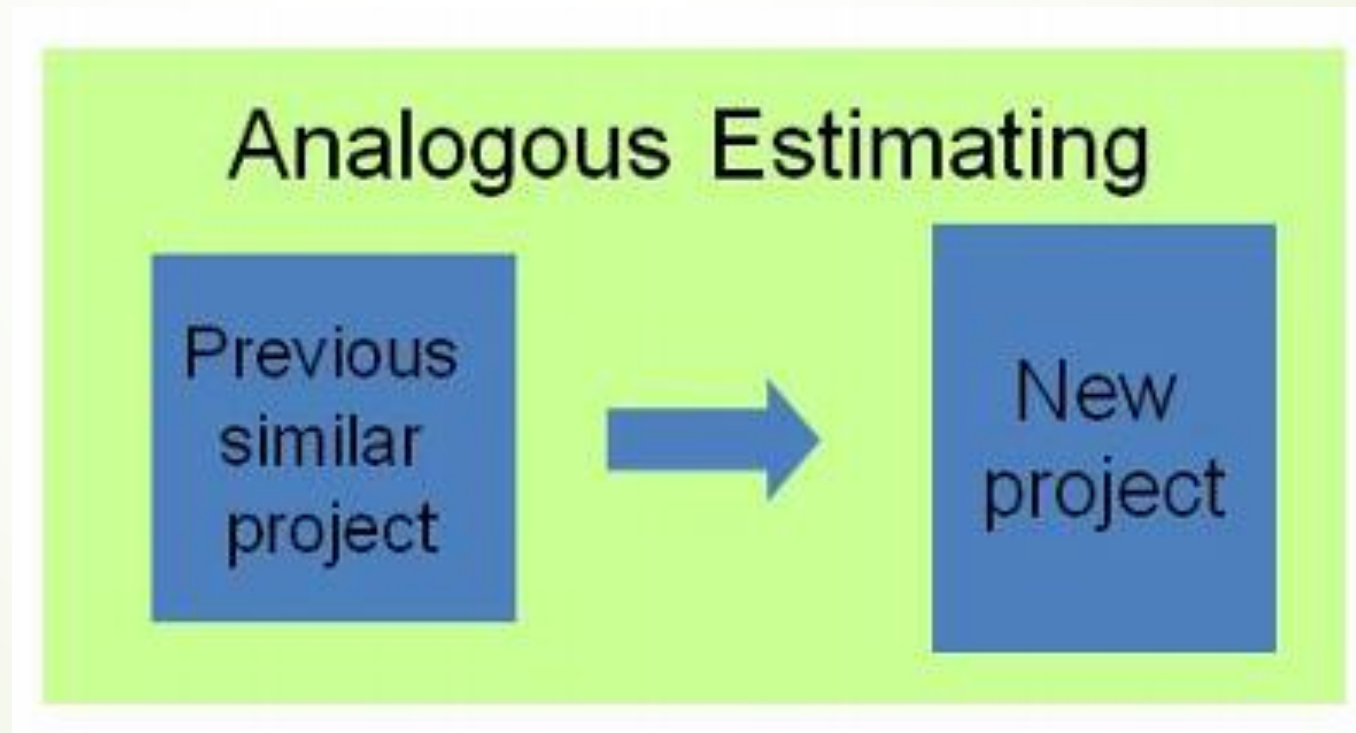 Analogous Estimating
Previous
similar
project
New
project